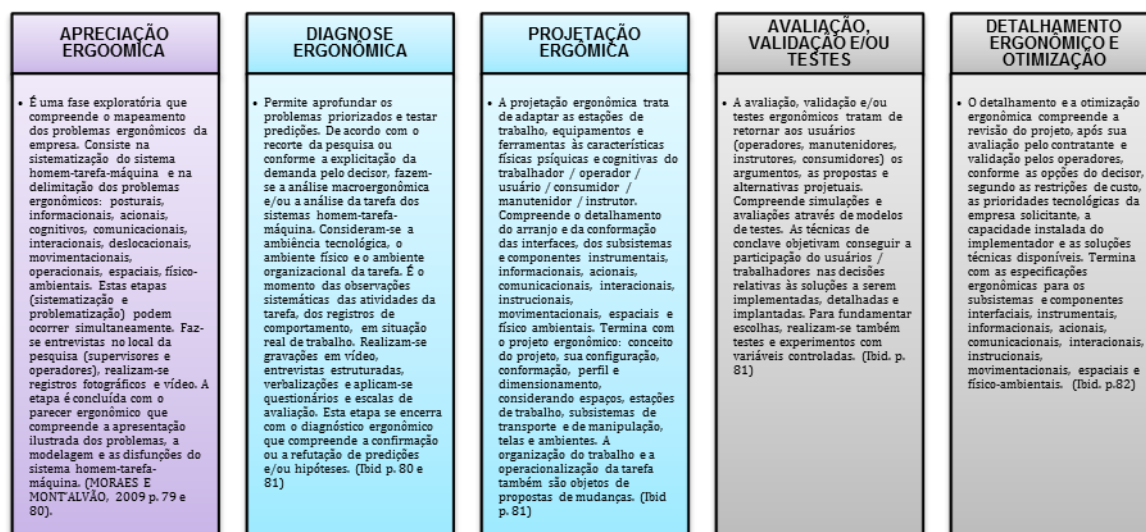 APRECIAÇÃO
ERGOOMICA
• É uma fase exploratória que
compreende o mapeamento
dos problemas ergonômicos da
empresa. Consiste na
sistematização do sistema
homem-tarefa-máquina e na
delimitação dos problemas
ergonômicos: posturais,
informacionais, acionais,
cognitivos, comunicacionais,
interacionais, deslocacionais,
movimentacionais,
operacionais, espaciais, físico-
ambientais. Estas etapas
(sistematização e
problematização) podem
ocorrer simultaneamente. Faz-
se entrevistas no local da
pesquisa (supervisores e
operadores), realizam-se
registros fotográficos e vídeo. A
etapa é concluída com o
parecer ergonômico que
compreende a apresentação
ilustrada dos problemas, a
modelagem e as disfunções do
sistema homem-tarefa-
máquina. (MORAES E
MONT'ALVÃO, 2009 p. 79 e
80).
DIAGNOSE
ERGONÔMICA
• Permite aprofundar os
problemas priorizados e testar
predições. De acordo com o
recorte da pesquisa ou
conforme a explicitação da
demanda pelo decisor, fazem-
se a análise macroergonômica
e/ou a análise da tarefa dos
sistemas homem-tarefa-
máquina. Consideram-se a
ambiência tecnológica, o
ambiente físico e o ambiente
organizacional da tarefa. É o
momento das observações
sistemáticas das atividades da
tarefa, dos registros de
comportamento, em situação
real de trabalho. Realizam-se
gravações em vídeo,
entrevistas estruturadas,
verbalizações e aplicam-se
questionários e escalas de
avaliação. Esta etapa se encerra
com o diagnóstico ergonômico
que compreende a confirmação
ou a refutação de predições
e/ou hipóteses. (Ibid p. 80 e
81)
PROJETAÇÃO
ERGÔMICA
• A projetação ergonômica trata
de adaptar as estações de
trabalho, equipamentos e
ferramentas às características
físicas psíquicas e cognitivas do
trabalhador / operador /
usuário / consumidor /
manutenidor / instrutor.
Compreende o detalhamento
do arranjo e da conformação
das interfaces, dos subsistemas
e componentes instrumentais,
informacionais, acionais,
comunicacionais, interacionais,
instrucionais,
movimentacionais, espaciais e
físico ambientais. Termina com
o projeto ergonômico: conceito
do projeto, sua configuração,
conformação, perfil e
dimensionamento,
considerando espaços, estações
de trabalho, subsistemas de
transporte e de manipulação,
telas e ambientes. A
organização do trabalho e a
operacionalização da tarefa
também são objetos de
propostas de mudanças. (Ibid
p. 81)
AVALIAÇÃO,
VALIDAÇÃO E/OU
TESTES
• A avaliação, validação e/ou
testes ergonômicos tratam de
retornar aos usuários
(operadores, manutenidores,
instrutores, consumidores) os
argumentos, as propostas e
alternativas projetuais.
Compreende simulações e
avaliações através de modelos
de testes. As técnicas de
conclave objetivam conseguir a
participação do usuários /
trabalhadores nas decisões
relativas às soluções a serem
implementadas, detalhadas e
implantadas. Para fundamentar
escolhas, realizam-se também
testes e experimentos com
variáveis controladas. (Ibid. p.
81)
DETALHAMENTO
ERGONÔMICO E
OTIMIZAÇÃO
• O detalhamento e a otimização
ergonômica compreende a
revisão do projeto, após sua
avaliação pelo contratante e
validação pelos operadores,
conforme as opções do decisor,
segundo as restrições de custo,
as prioridades tecnológicas da
empresa solicitante, a
capacidade instalada do
implementador e as soluções
técnicas disponíveis. Termina
com as especificações
ergonômicas para os
subsistemas e componentes
interfaciais, instrumentais,
informacionais, acionais,
comunicacionais, interacionais,
instrucionais,
movimentacionais, espaciais e
físico-ambientais. (Ibid. p.82)